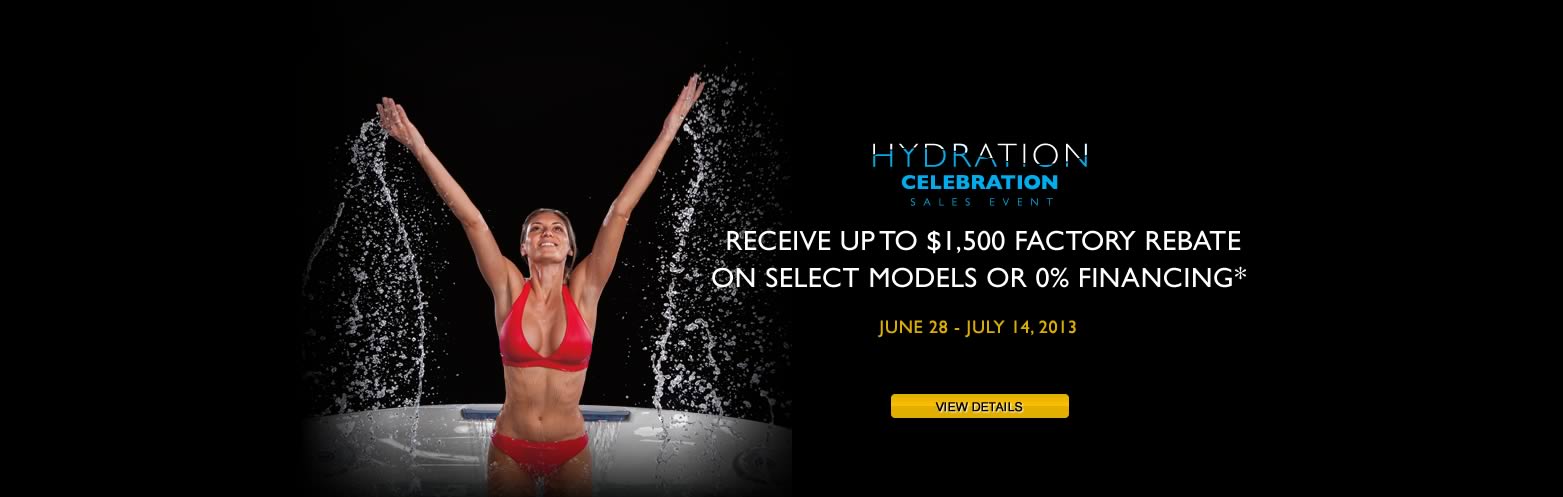 HYDRATION
CELEBRATION
SALES EVENT
RECEIVE UP TO $1,500 FACTORY REBATE
ON SELECT MODELS OR 0% FINANCING*
JUNE 28 - JULY 14, 2013
VIEW DETAILS